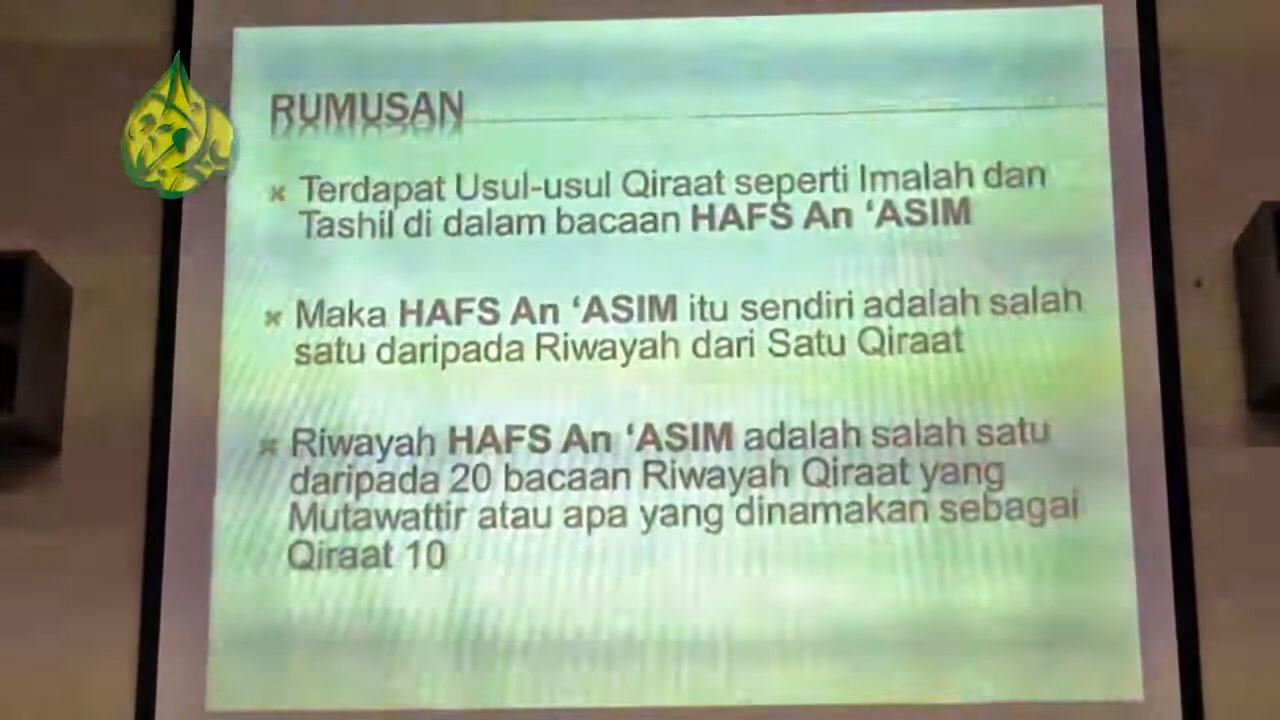 RUMUSAN
Terdapat Usul-usul Qiraat seperti Imalah dan
Tashil di dalam bacaan HAFS An ‘ASIM
Maka HAFS An ‘ASIM itu sendiri adalah salah
satu daripada Riwayah dari Satu Qiraat
Riwayah HAFS An ‘ASIM adalah salah satu
daripada 20 bacaan Riwayah Qiraat yang
Mutawattir atau apa yang dinamakan sebagai
Qiraat 10